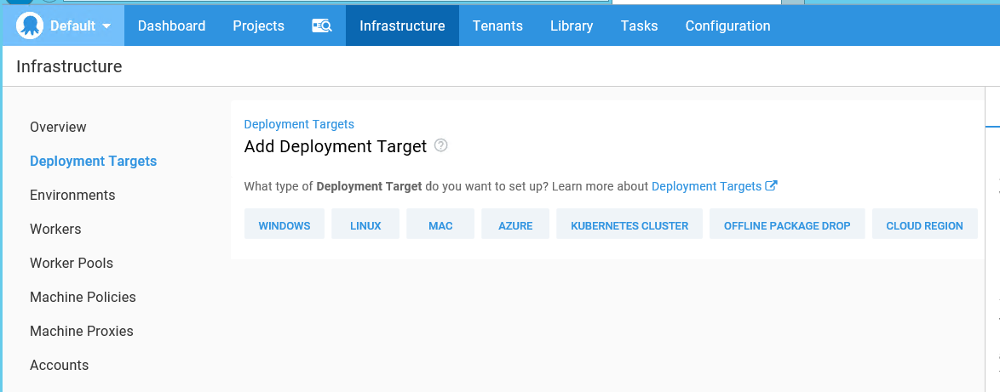 Default Dashboard Projects Infrastructure Tenants Library Tasks Configuration
Infrastructure
Overview
Deployment Targets
Environments
Workers
Worker Pools
Machine Policies
Machine Proxies
Accounts
Deployment Targets
Add Deployment Target
What type of Deployment Target do you want to set up? Learn more about Deployment Targets
WINDOWS LINUX MAC AZURE KUBERNETES CLUSTER OFFLINE PACKAGE DROP CLOUD REGION